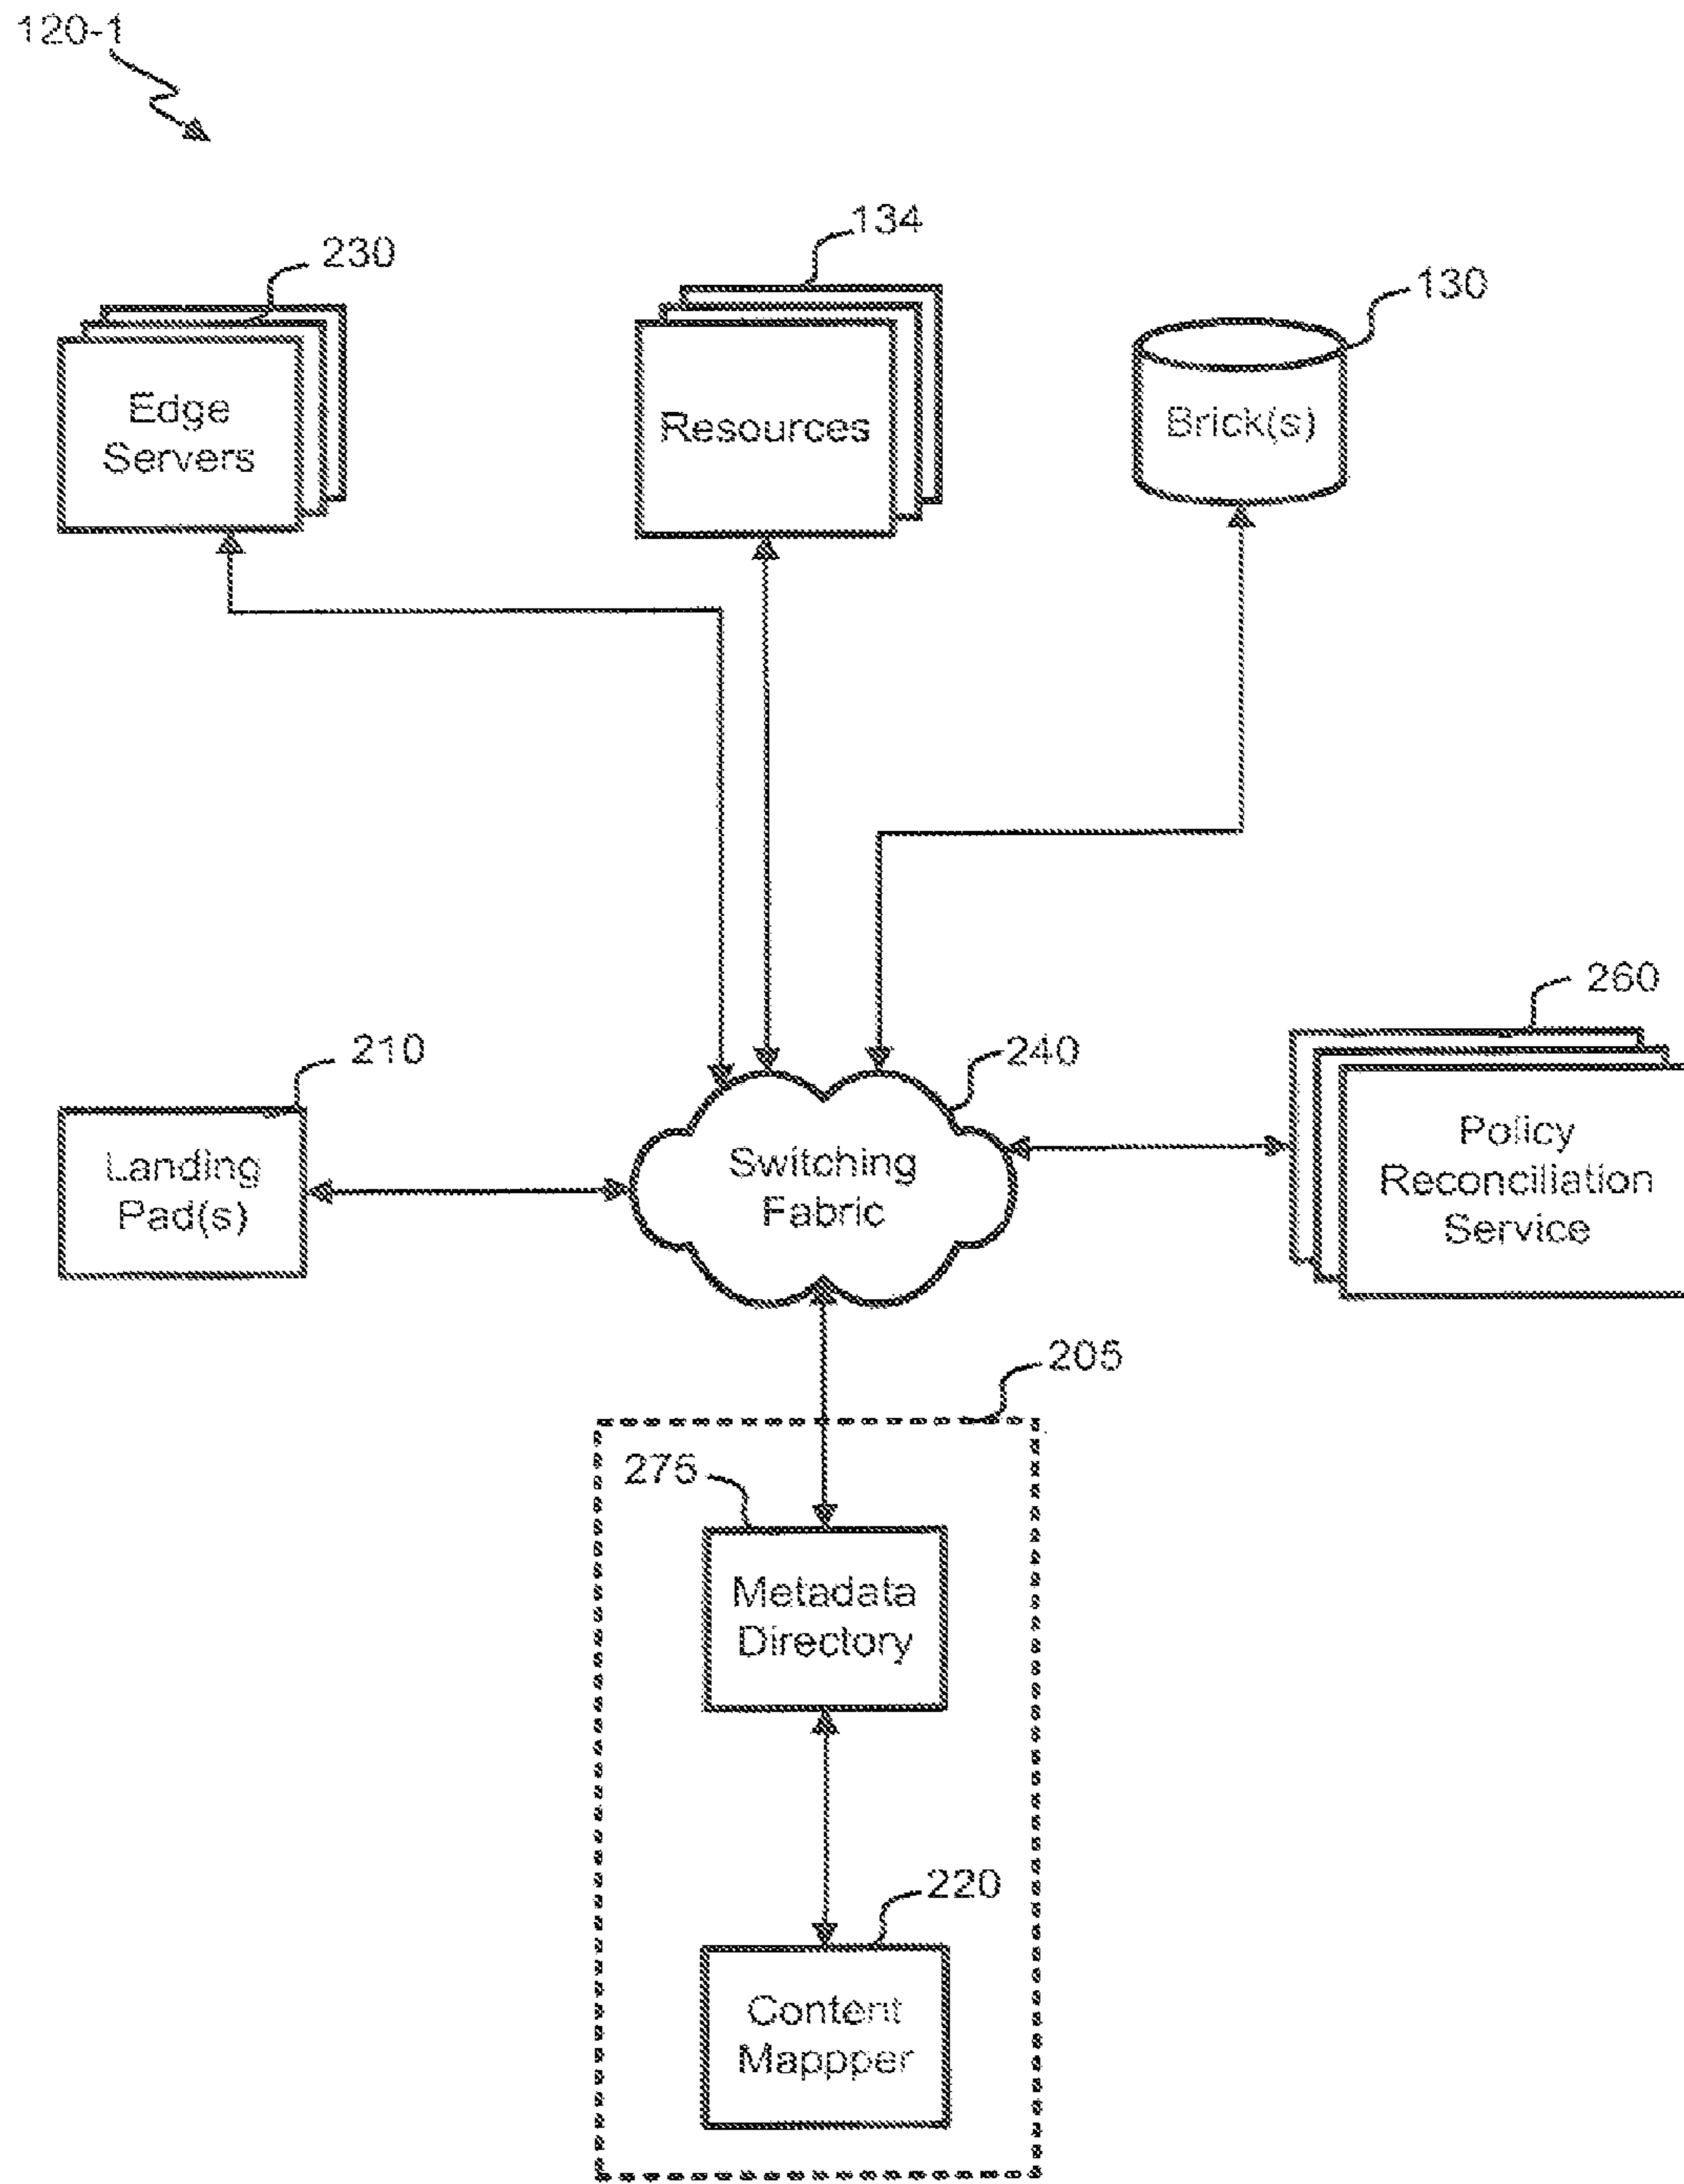 120-1
230
134
130
Edge
Servers
Resources
Brick(s)
260
210
240
Landing
Pad(s)
Switching
Fabric
Policy
Reconciliation
Service
205
275
Metadata
Directory
220
Content
Mappper